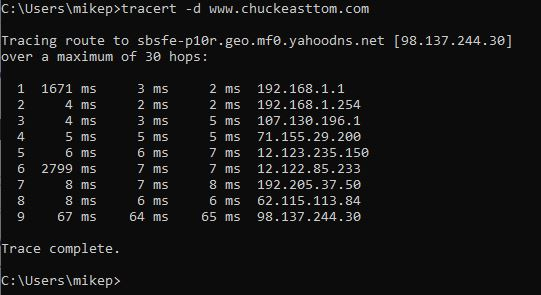 C:\Users\mikep>tracert -d www.chuckeasttom.com
Tracing route to sbsfe-p10r.geo.mf0.yahoodns.net [98.137.244.30]
over a maximum of 30 hops:
1  1671 ms     3 ms     2 ms  192.168.1.1
2     4 ms     2 ms     2 ms  192.168.1.254
3     4 ms     3 ms     5 ms  107.130.196.1
4     5 ms     5 ms     5 ms  71.155.29.200
5     6 ms     6 ms     7 ms  12.123.235.150
6  2799 ms     7 ms     7 ms  12.122.85.233
7     8 ms     7 ms     8 ms  192.205.37.50
8     8 ms     6 ms     6 ms  62.115.113.84
9    67 ms    64 ms    65 ms  98.137.244.30
Trace complete.
C:\Users\mikep>